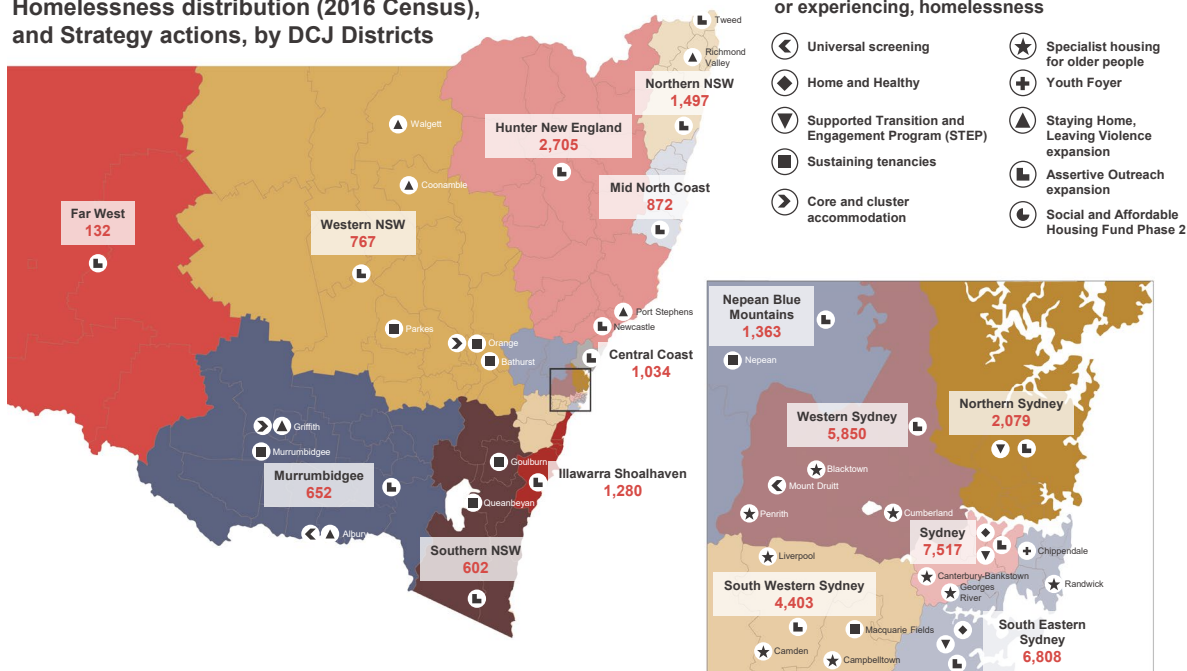 Homelessness distribution (2016 Census),
and Strategy actions, by DCJ Districts
or experiencing, homelessness
Universal screening
Home and Healthy
Supported Transition and
Engagement Program (STEP)
Sustaining tenancies
Core and cluster
accommodation
Specialist housing
for older people
Youth Foyer
Staying Home,
Leaving Violence
expansion
Assertive Outreach
expansion
Social and Affordable
Housing Fund Phase 2
Tweed
Richmond
Valley
Northern NSW
1,497
Walgett
Hunter New England
2,705
Coonamble
Mid North Coast
872
Far West
132
Western NSW
767
Port Stephens
Newcastle
Parkes
Orange
Bathurst
Central Coast
1,034
Griffith
Murrumbidgee
Murrumbidgee
652
Goulburn
Illawarra Shoalhaven
1,280
Queanbeyan
Albury
Southern NSW
602
Nepean Blue
Mountains
1,363
Nepean
Western Sydney
5,850
Northern Sydney
2,079
Blacktown
Mount Druitt
Penrith
Cumberland
Sydney
7,517
Chippendale
Liverpool
Canterbury-Bankstown
Georges
River
Randwick
South Western Sydney
4,403
Macquarie Fields
South Eastern
Sydney
6,808
Camden
Campbelltown